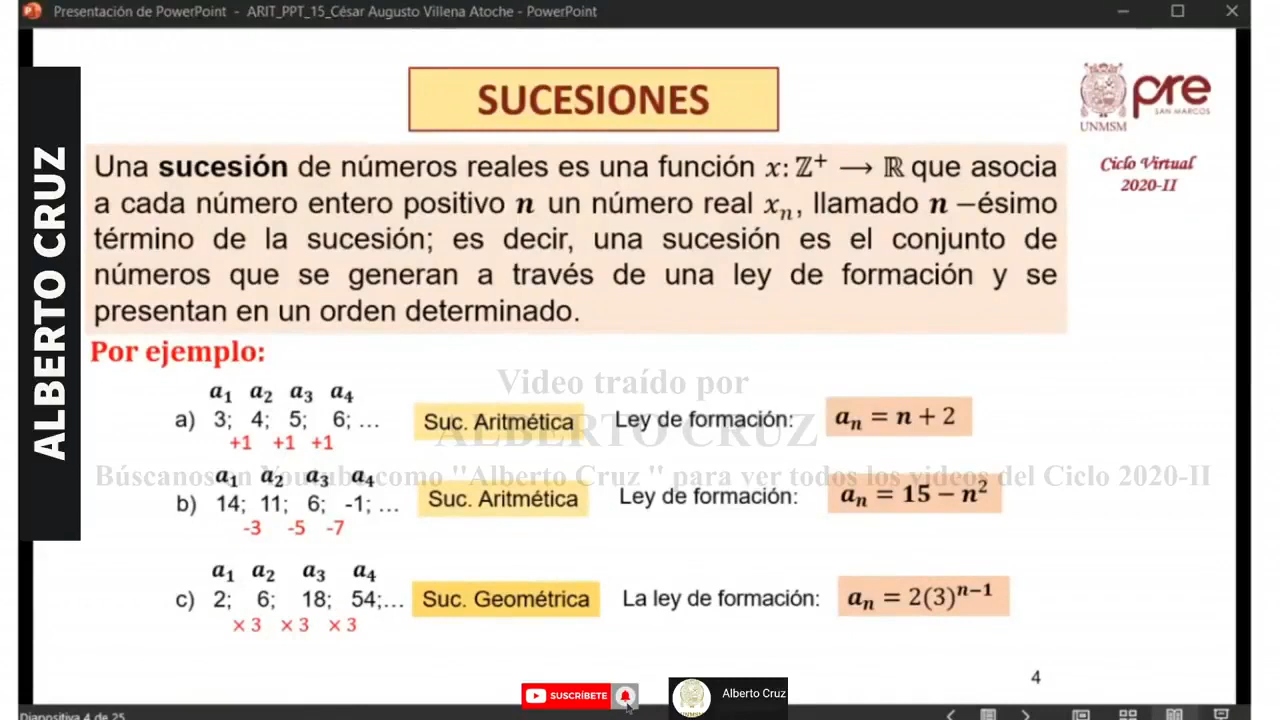 Presentación de PowerPoint - ARIT_PPT_15_César Augusto Villena Atoche - PowerPoint
ALBERTO CRUZ
SUCESIONES
UNMSM
pre
SAN MARCOS
Ciclo Virtual
2020-II
Una sucesión de números reales es una función x: ℤ⁺ ⟶ ℝ que asocia
a cada número entero positivo n un número real xₙ, llamado n −ésimo
término de la sucesión; es decir, una sucesión es el conjunto de
números que se generan a través de una ley de formación y se
presentan en un orden determinado.
Por ejemplo:
Video traído por
ALBERTO CRUZ
Búscanos en Youtube como "Alberto Cruz " para ver todos los videos del Ciclo 2020-II
a₁ a₂ a₃ a₄
a) 3; 4; 5; 6; ... Suc. Aritmética Ley de formación: aₙ = n + 2
+1 +1 +1
a₁ a₂ a₃ a₄
b) 14; 11; 6; -1; ... Suc. Aritmética Ley de formación: aₙ = 15 − n²
-3 -5 -7
a₁ a₂ a₃ a₄
c) 2; 6; 18; 54;... Suc. Geométrica La ley de formación: aₙ = 2(3)ⁿ⁻¹
× 3 × 3 × 3
4
SUSCRÍBETE
Alberto Cruz
Diapositiva 4 de 25